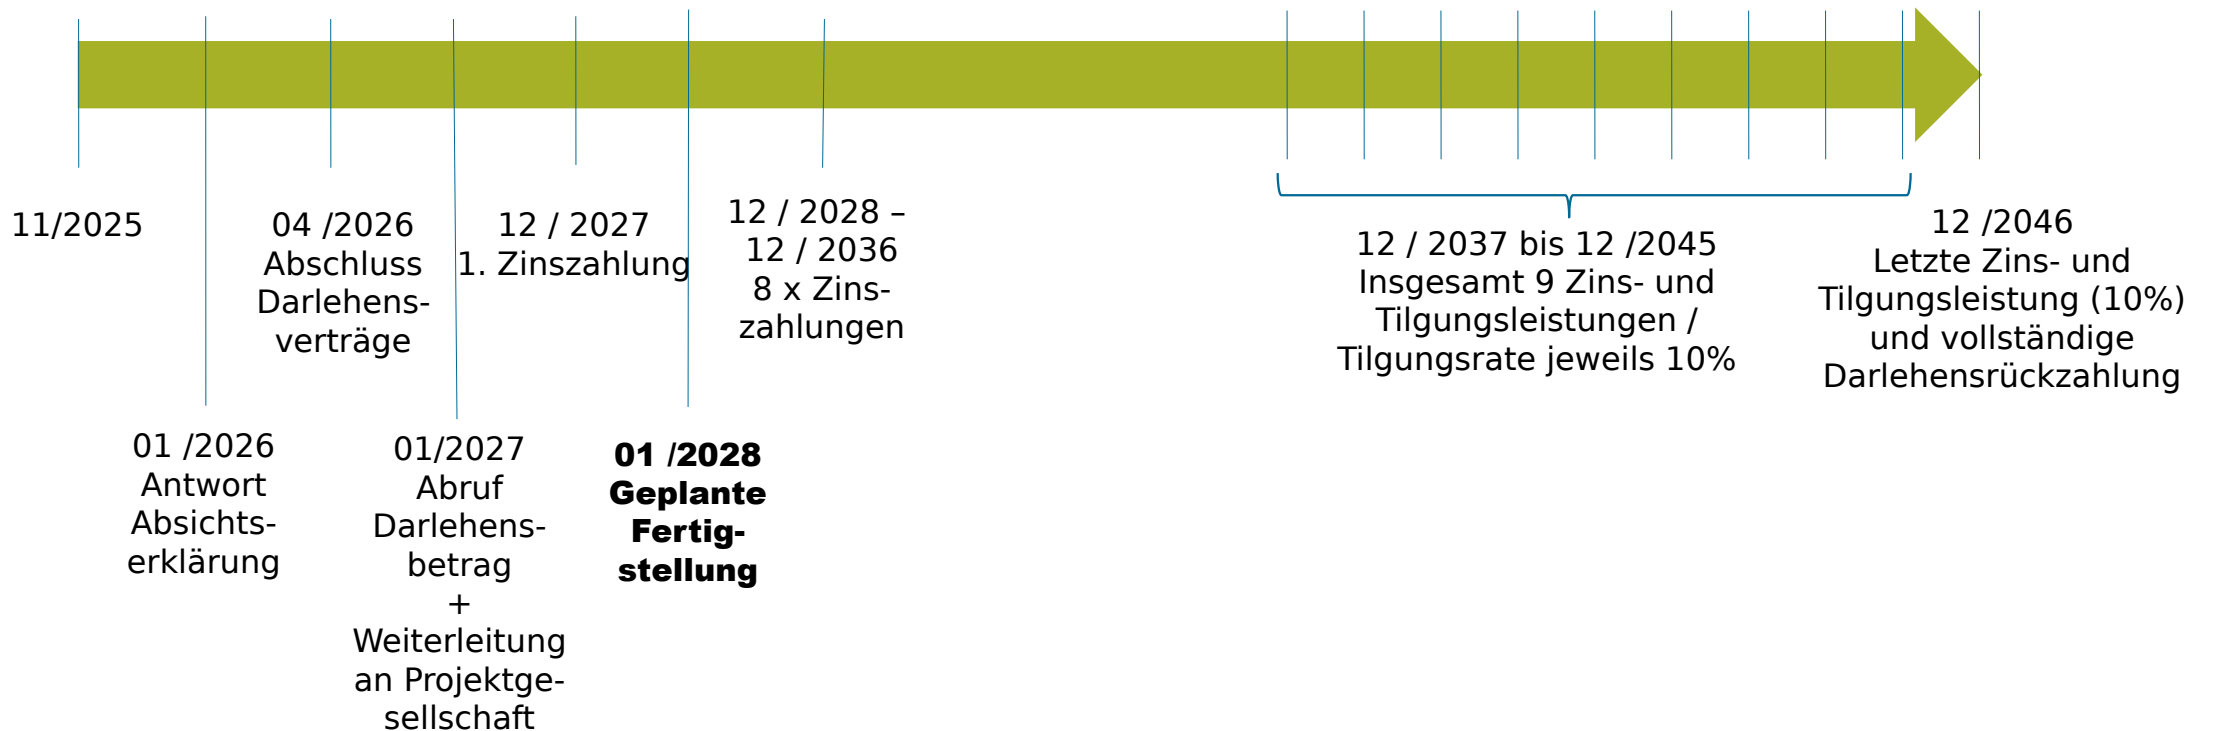 11/2025
01 /2026
Antwort
Absichts-
erklärung
04 /2026
Abschluss
Darlehens-
verträge
01/2027
Abruf
Darlehens-
betrag
+
Weiterleitung
an Projektge-
sellschaft
12 / 2027
1. Zinszahlung
01 /2028
Geplante
Fertig-
stellung
12 / 2028 –
12 / 2036
8 x Zins-
zahlungen
12 / 2037 bis 12 /2045
Insgesamt 9 Zins- und
Tilgungsleistungen /
Tilgungsrate jeweils 10%
12 /2046
Letzte Zins- und
Tilgungsleistung (10%)
und vollständige
Darlehensrückzahlung